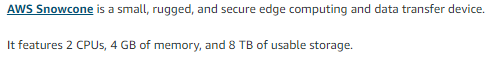 AWS Snowcone is a small, rugged, and secure edge computing and data transfer device.
It features 2 CPUs, 4 GB of memory, and 8 TB of usable storage.